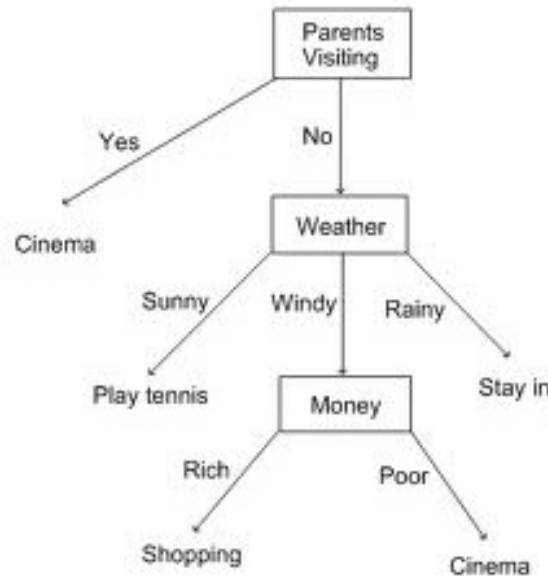 Parents
Visiting
Yes
No
Cinema
Weather
Sunny
Windy
Rainy
Play tennis
Money
Stay in
Rich
Poor
Shopping
Cinema